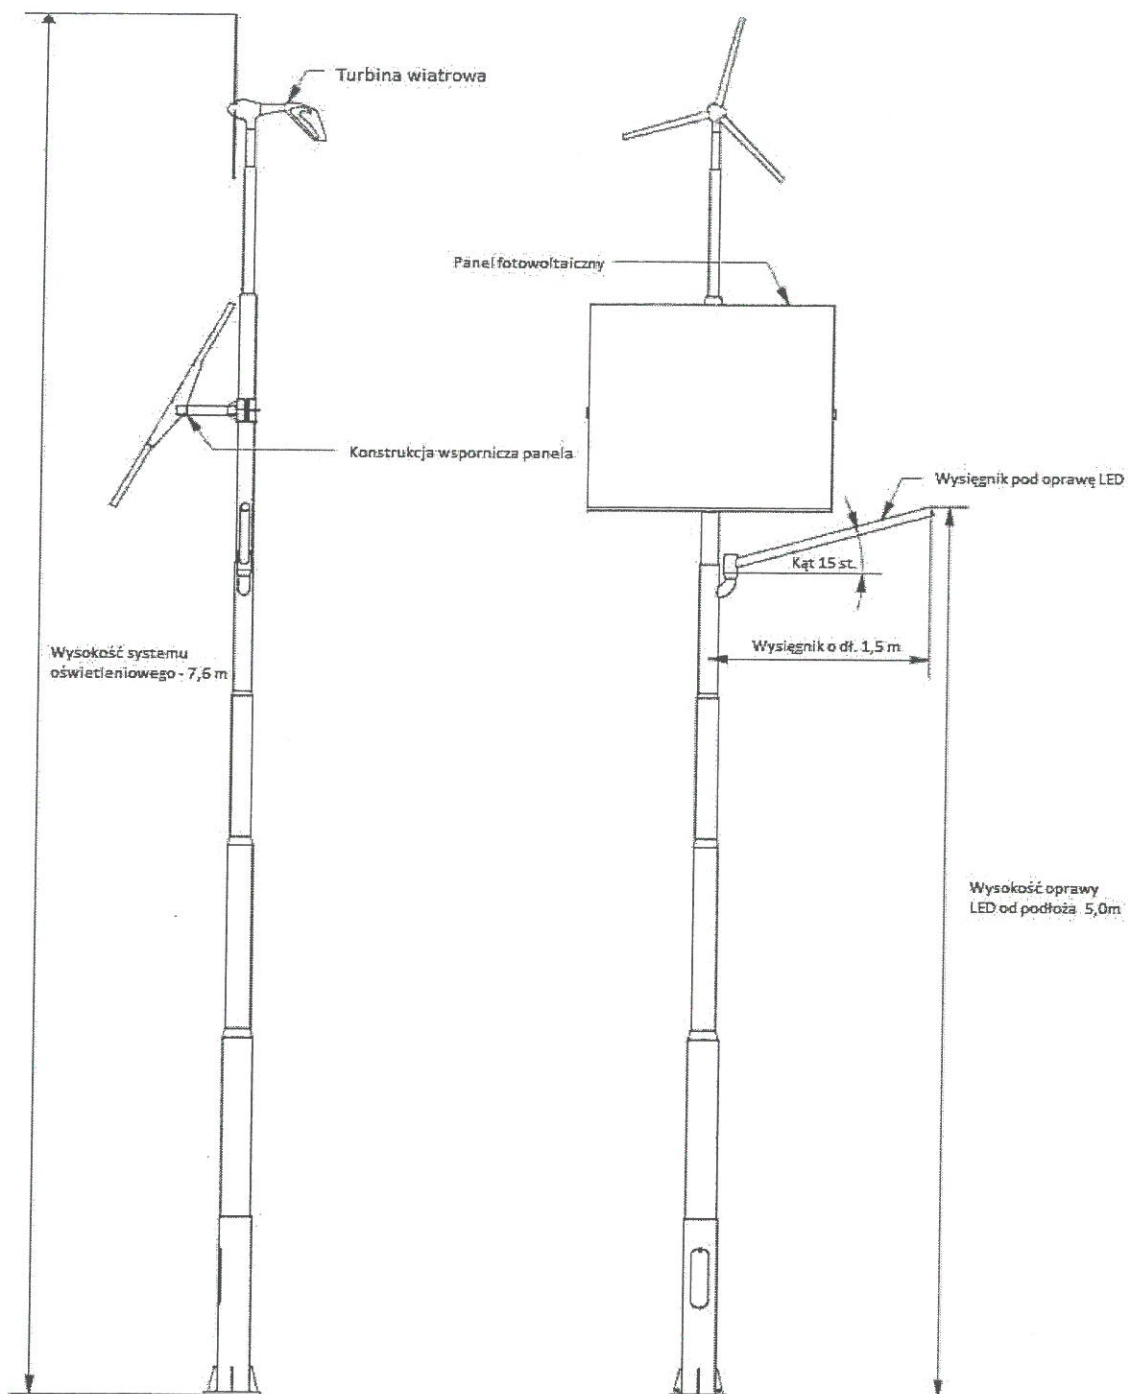 Turbina wiatrowa
Panel fotowoltaiczny
Konstrukcja wspornicza panela
Wysięgnik pod oprawę LED
Kąt 15 st.
Wysięgnik o dł. 1,5 m
Wysokość systemu
oświetleniowego - 7,6 m
Wysokość oprawy
LED od podłoża 5,0m